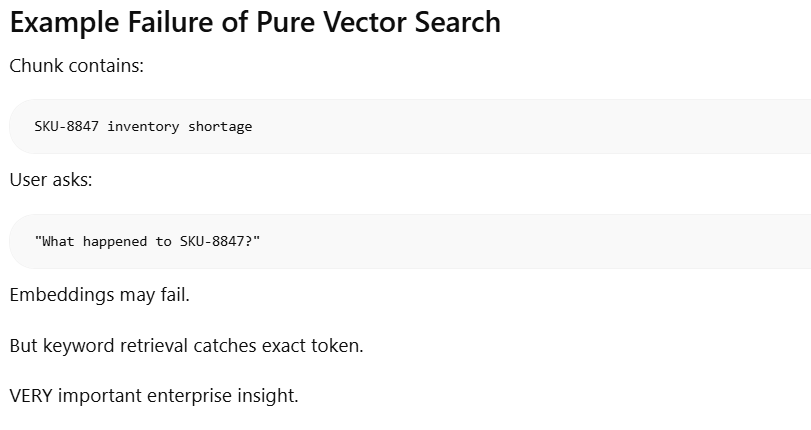 Example Failure of Pure Vector Search
Chunk contains:
SKU-8847 inventory shortage
User asks:
"What happened to SKU-8847?"
Embeddings may fail.
But keyword retrieval catches exact token.
VERY important enterprise insight.